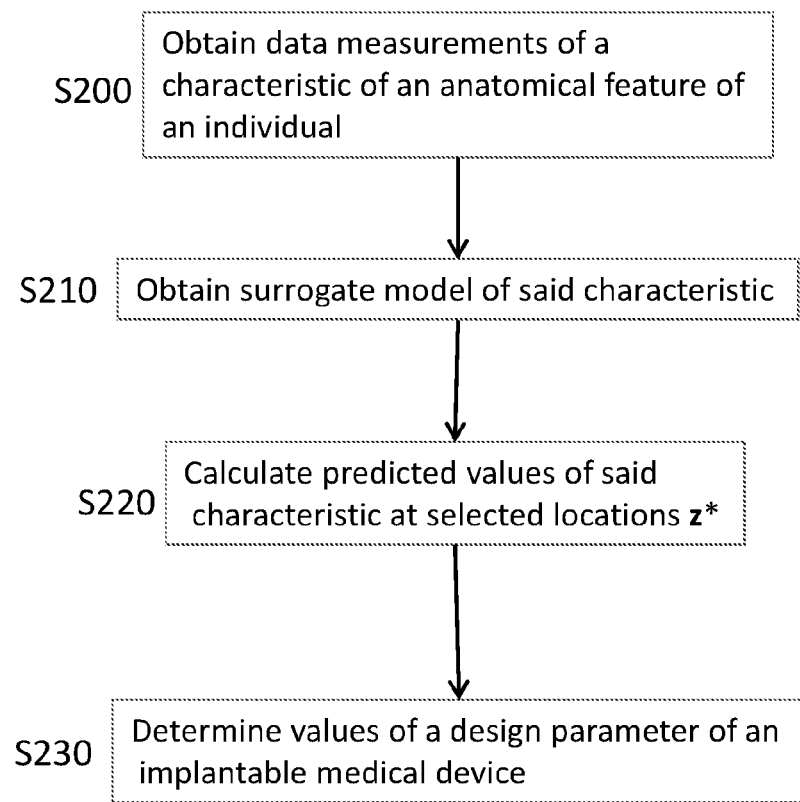 S200
Obtain data measurements of a
characteristic of an anatomical feature of
an individual
S210
Obtain surrogate model of said characteristic
S220
Calculate predicted values of said
characteristic at selected locations z*
S230
Determine values of a design parameter of an
implantable medical device